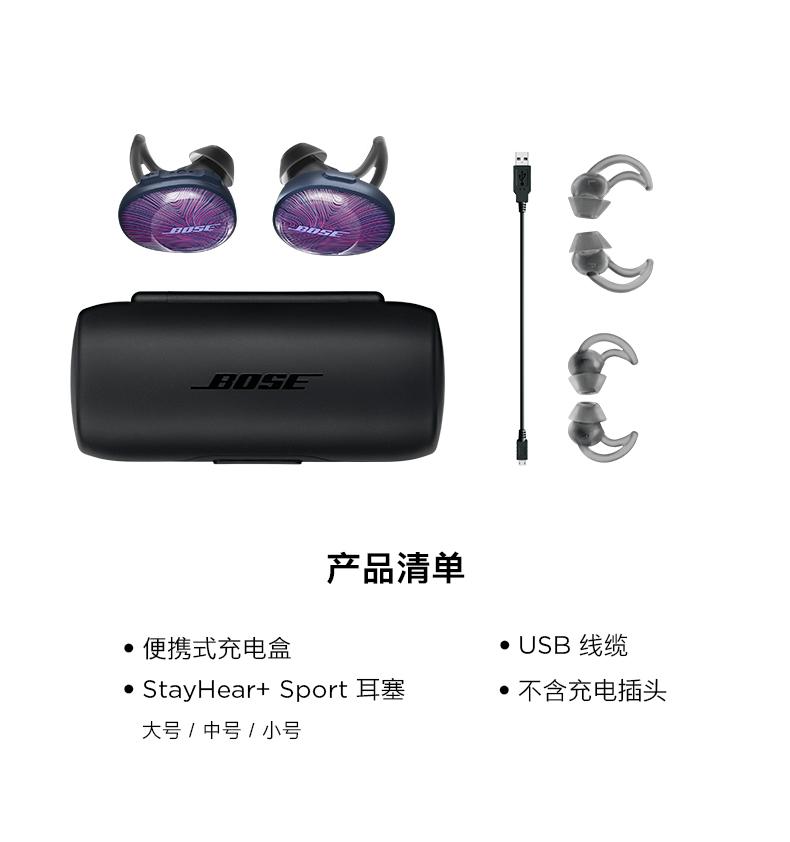 BOSE
BOSE
BOSE
产品清单
• 便携式充电盒
• StayHear+ Sport 耳塞
大号 / 中号 / 小号
• USB 线缆
• 不含充电插头